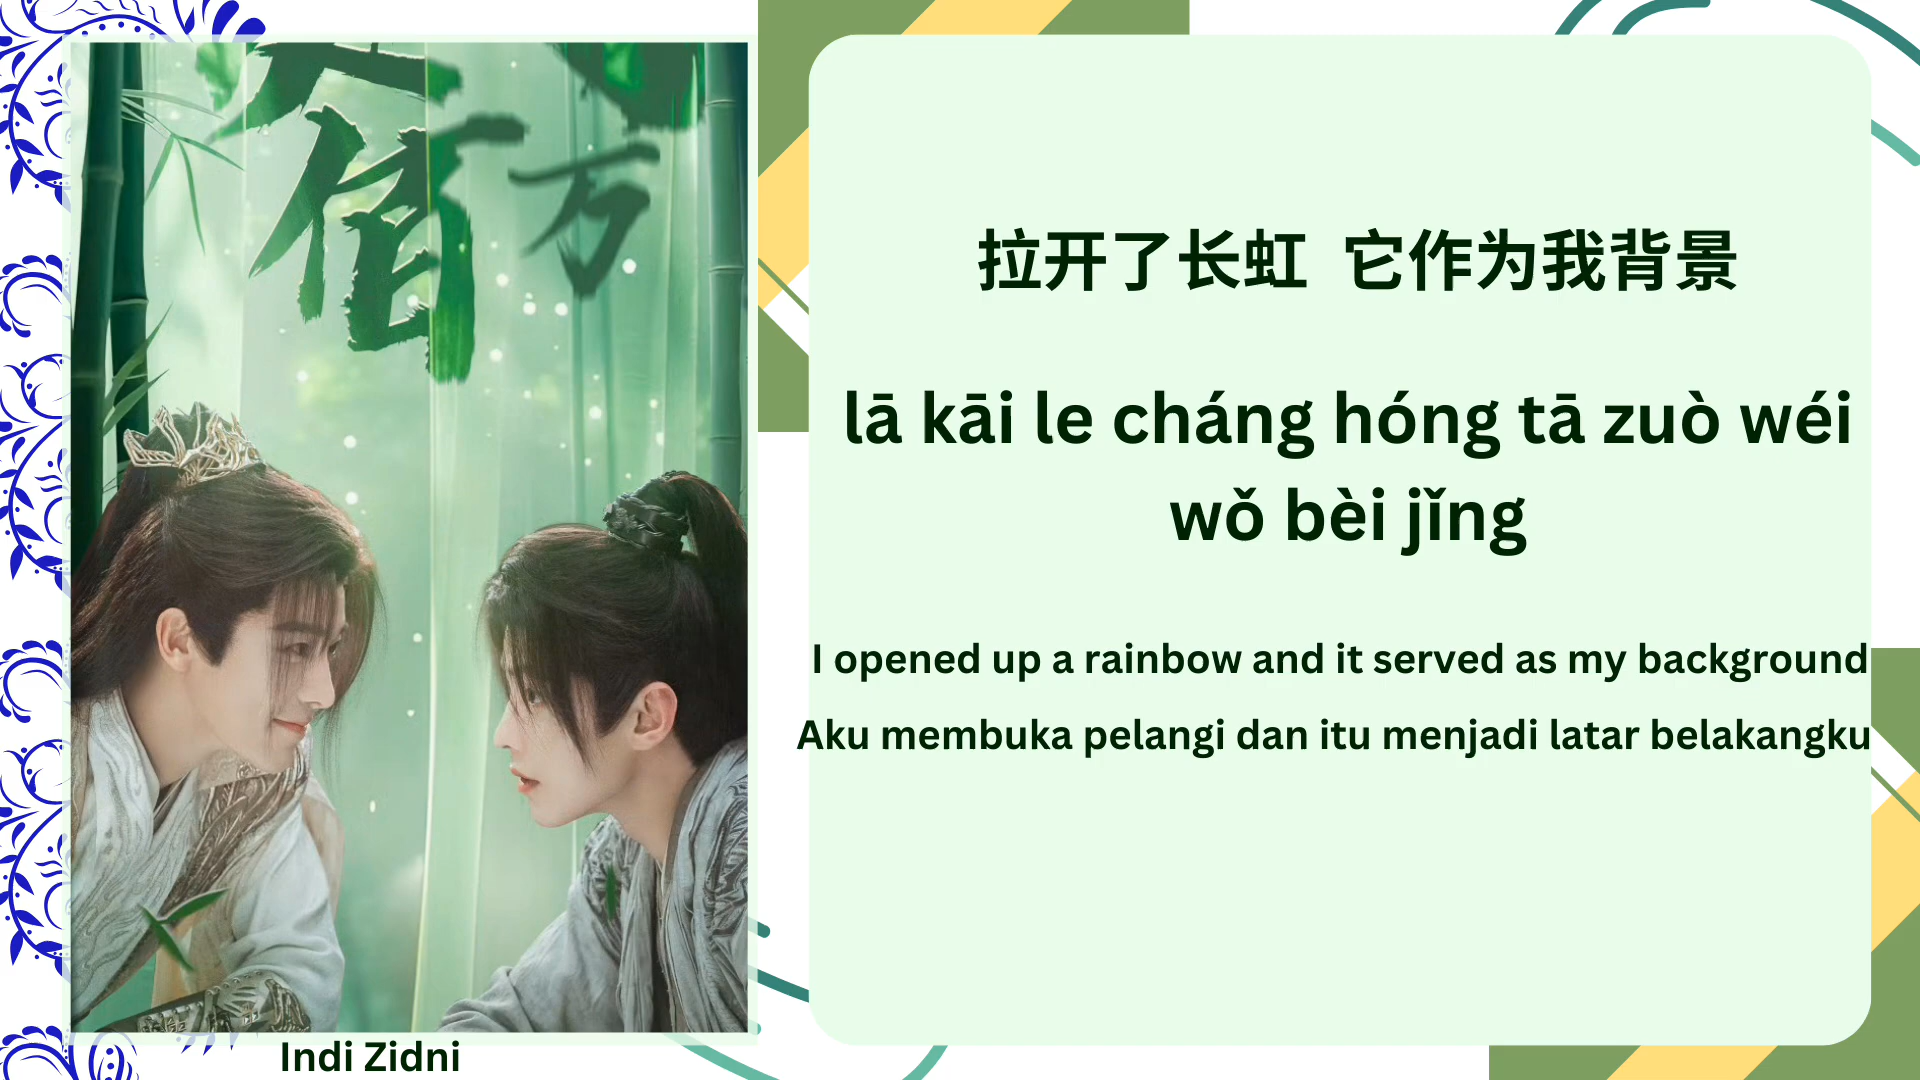 拉开了长虹 它作为我背景
lā kāi le cháng hóng tā zuò wéi
wǒ bèi jǐng
I opened up a rainbow and it served as my background
Aku membuka pelangi dan itu menjadi latar belakangku
Indi Zidni